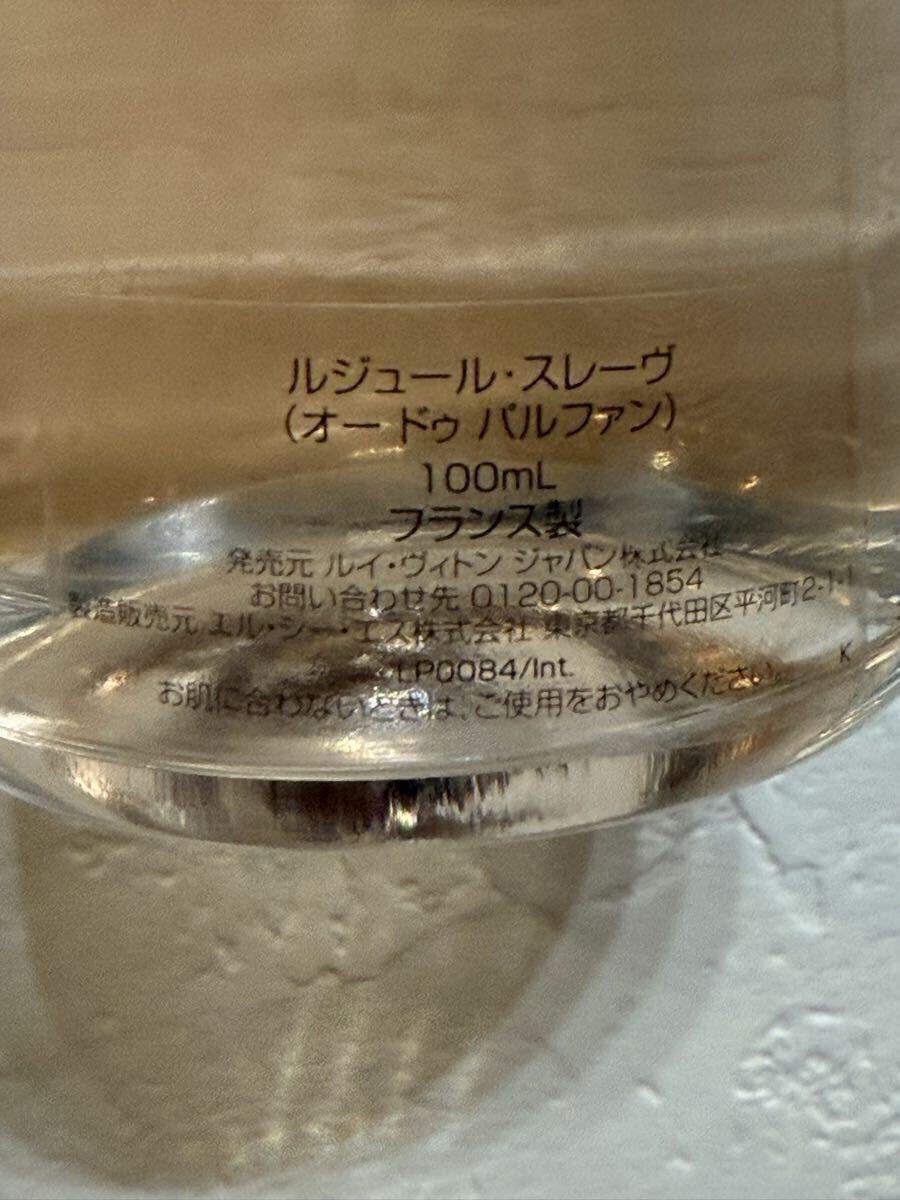 ルジュール・スレーヴ
(オー ドゥ パルファン)
100mL
フランス製
発売元 ルイ・ヴィトン ジャパン株式会社
お問い合わせ先 0120-00-1854
製造販売元 エル・シー・エス株式会社 東京都千代田区平河町2-1-1
LP0084/Int.
K
お肌に合わないときは、ご使用をおやめください。